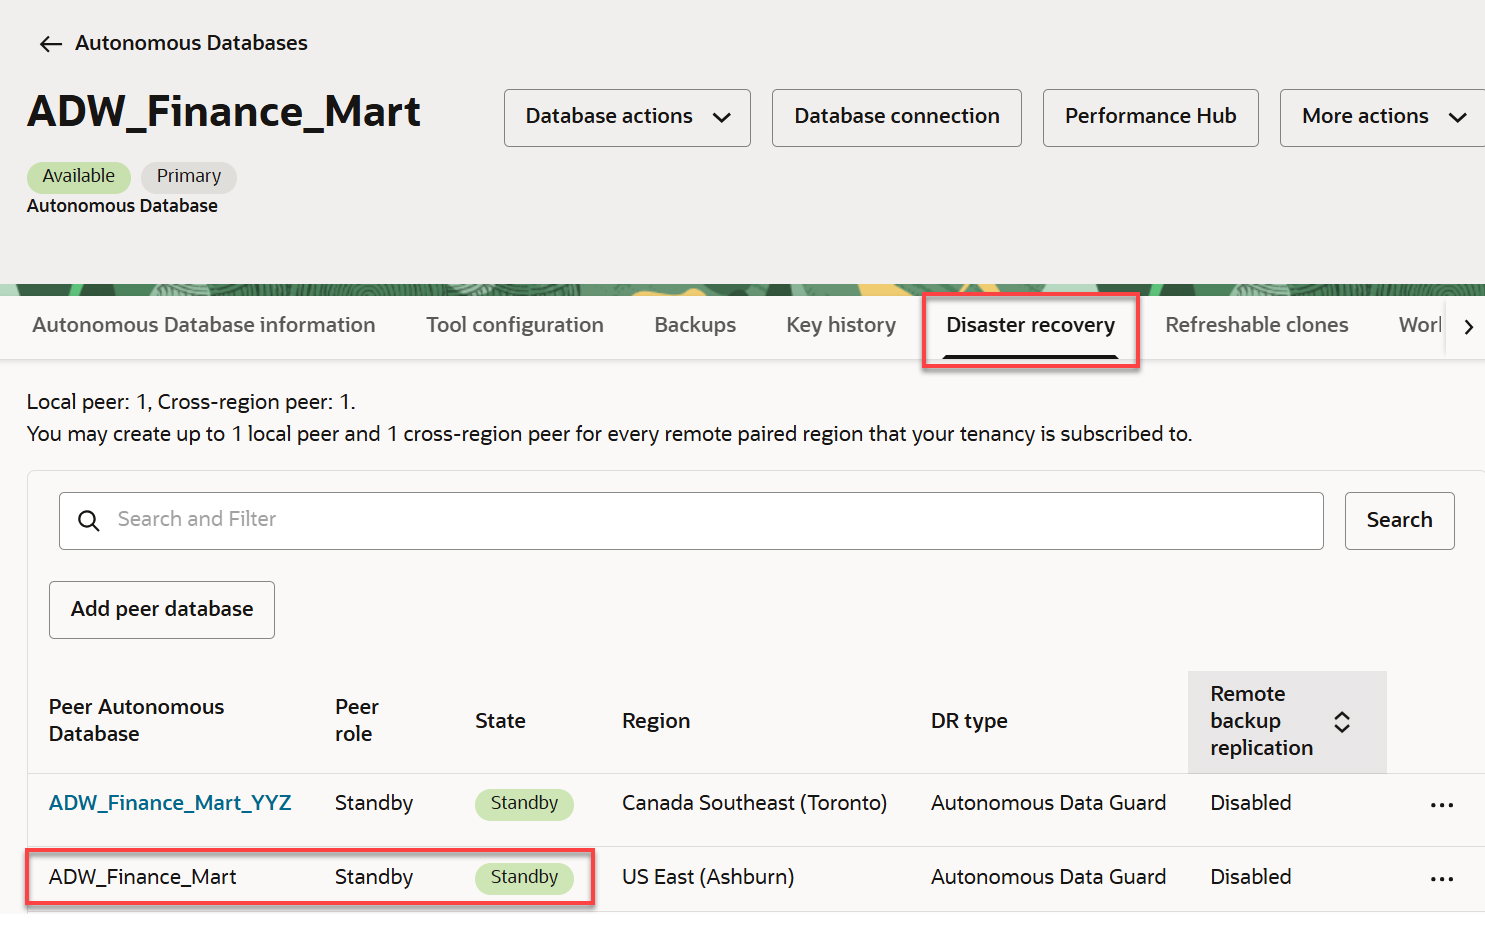 Autonomous Databases
ADW_Finance_Mart
Database actions
Database connection
Performance Hub
More actions
Available
Primary
Autonomous Database
Autonomous Database information
Tool configuration
Backups
Key history
Disaster recovery
Refreshable clones
Local peer: 1, Cross-region peer: 1.
You may create up to 1 local peer and 1 cross-region peer for every remote paired region that your tenancy is subscribed to.
Search and Filter
Search
Add peer database
Peer Autonomous
Database
Peer
role
State
Region
DR type
Remote
backup
replication
ADW_Finance_Mart_YYZ
Standby
Standby
Canada Southeast (Toronto)
Autonomous Data Guard
Disabled
ADW_Finance_Mart
Standby
Standby
US East (Ashburn)
Autonomous Data Guard
Disabled